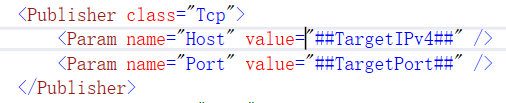 <Publisher class="Tcp">
<Param name="Host" value="##TargetIPv4##" />
<Param name="Port" value="##TargetPort##" />
</Publisher>